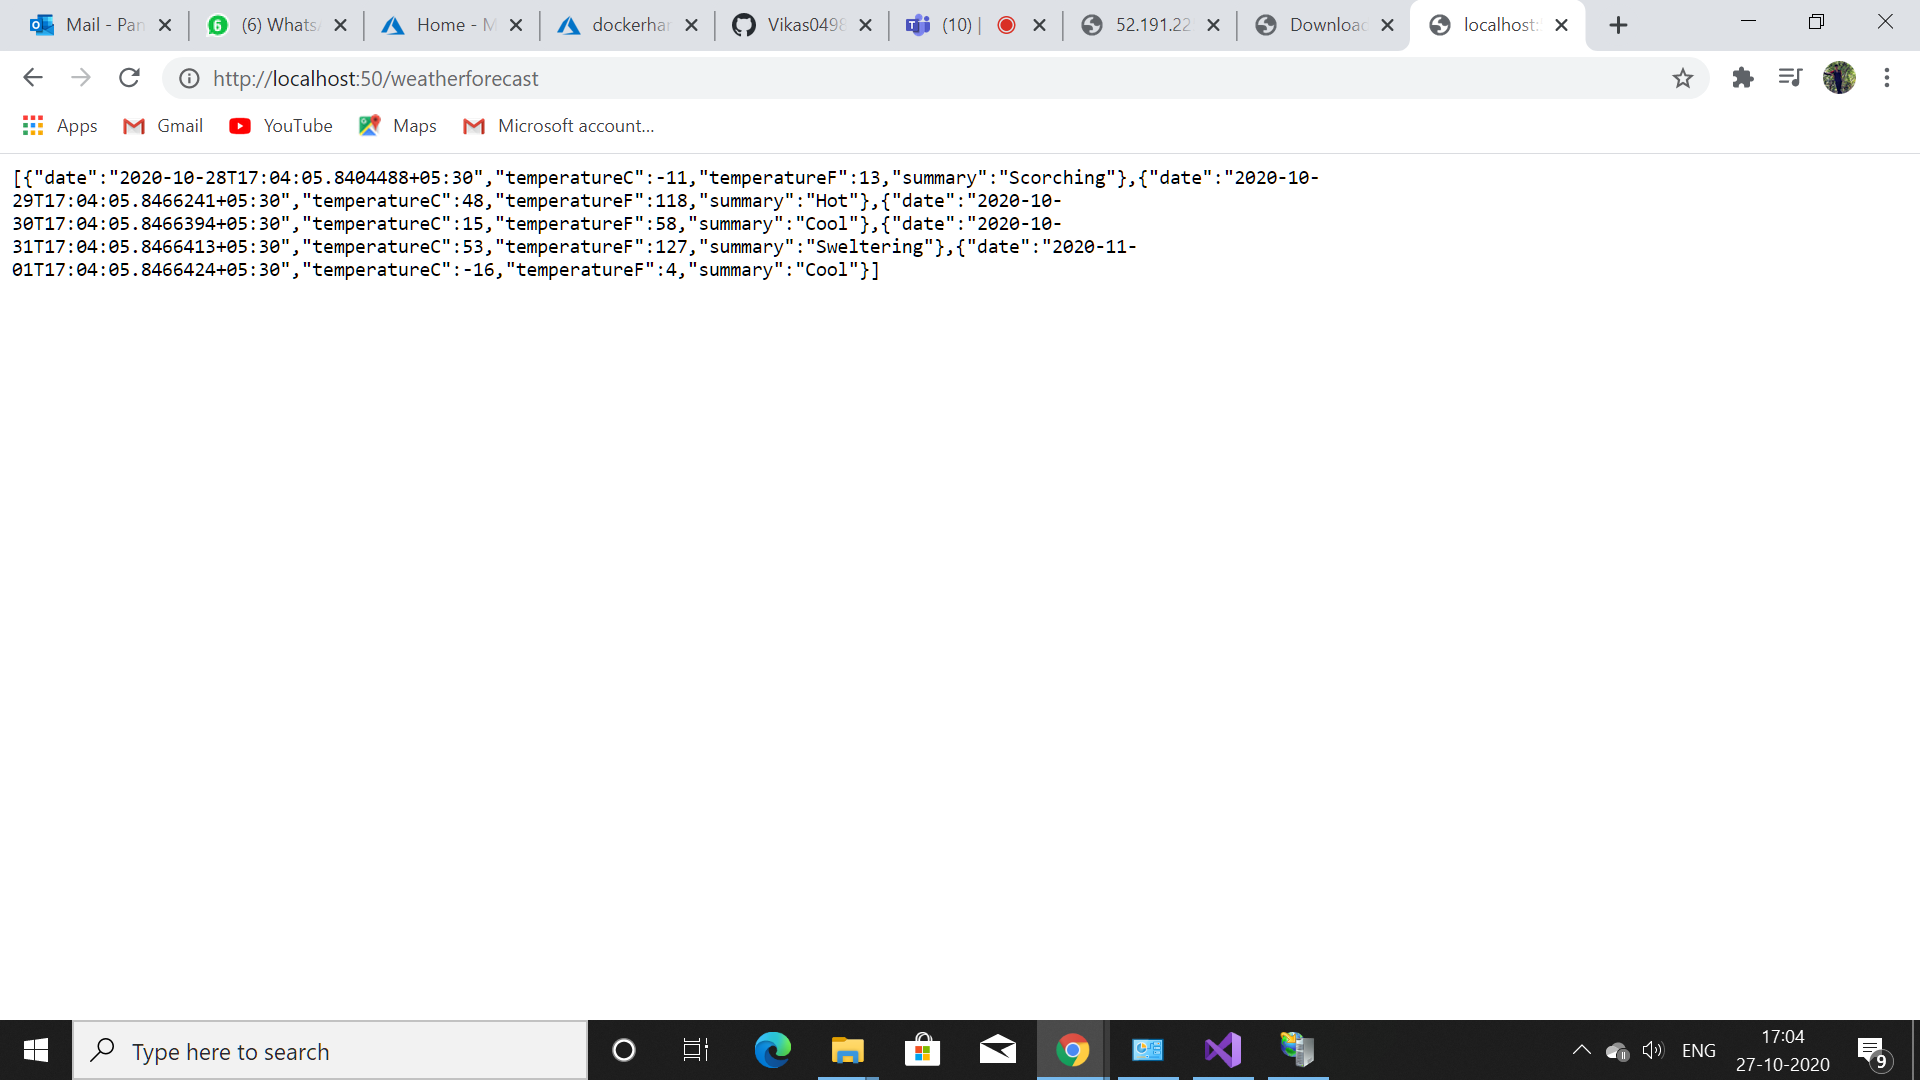 Mail - Pan
6 (6) Whats
Home - M
dockerhar
Vikas0498
(10) |
52.191.22
Download
localhost:
http://localhost:50/weatherforecast
Apps
Gmail
YouTube
Maps
Microsoft account...
[{"date":"2020-10-28T17:04:05.8404488+05:30","temperatureC":-11,"temperatureF":13,"summary":"Scorching"},{"date":"2020-10-
29T17:04:05.8466241+05:30","temperatureC":48,"temperatureF":118,"summary":"Hot"},{"date":"2020-10-
30T17:04:05.8466394+05:30","temperatureC":15,"temperatureF":58,"summary":"Cool"},{"date":"2020-10-
31T17:04:05.8466413+05:30","temperatureC":53,"temperatureF":127,"summary":"Sweltering"},{"date":"2020-11-
01T17:04:05.8466424+05:30","temperatureC":-16,"temperatureF":4,"summary":"Cool"}]
Type here to search
ENG
17:04
27-10-2020
9